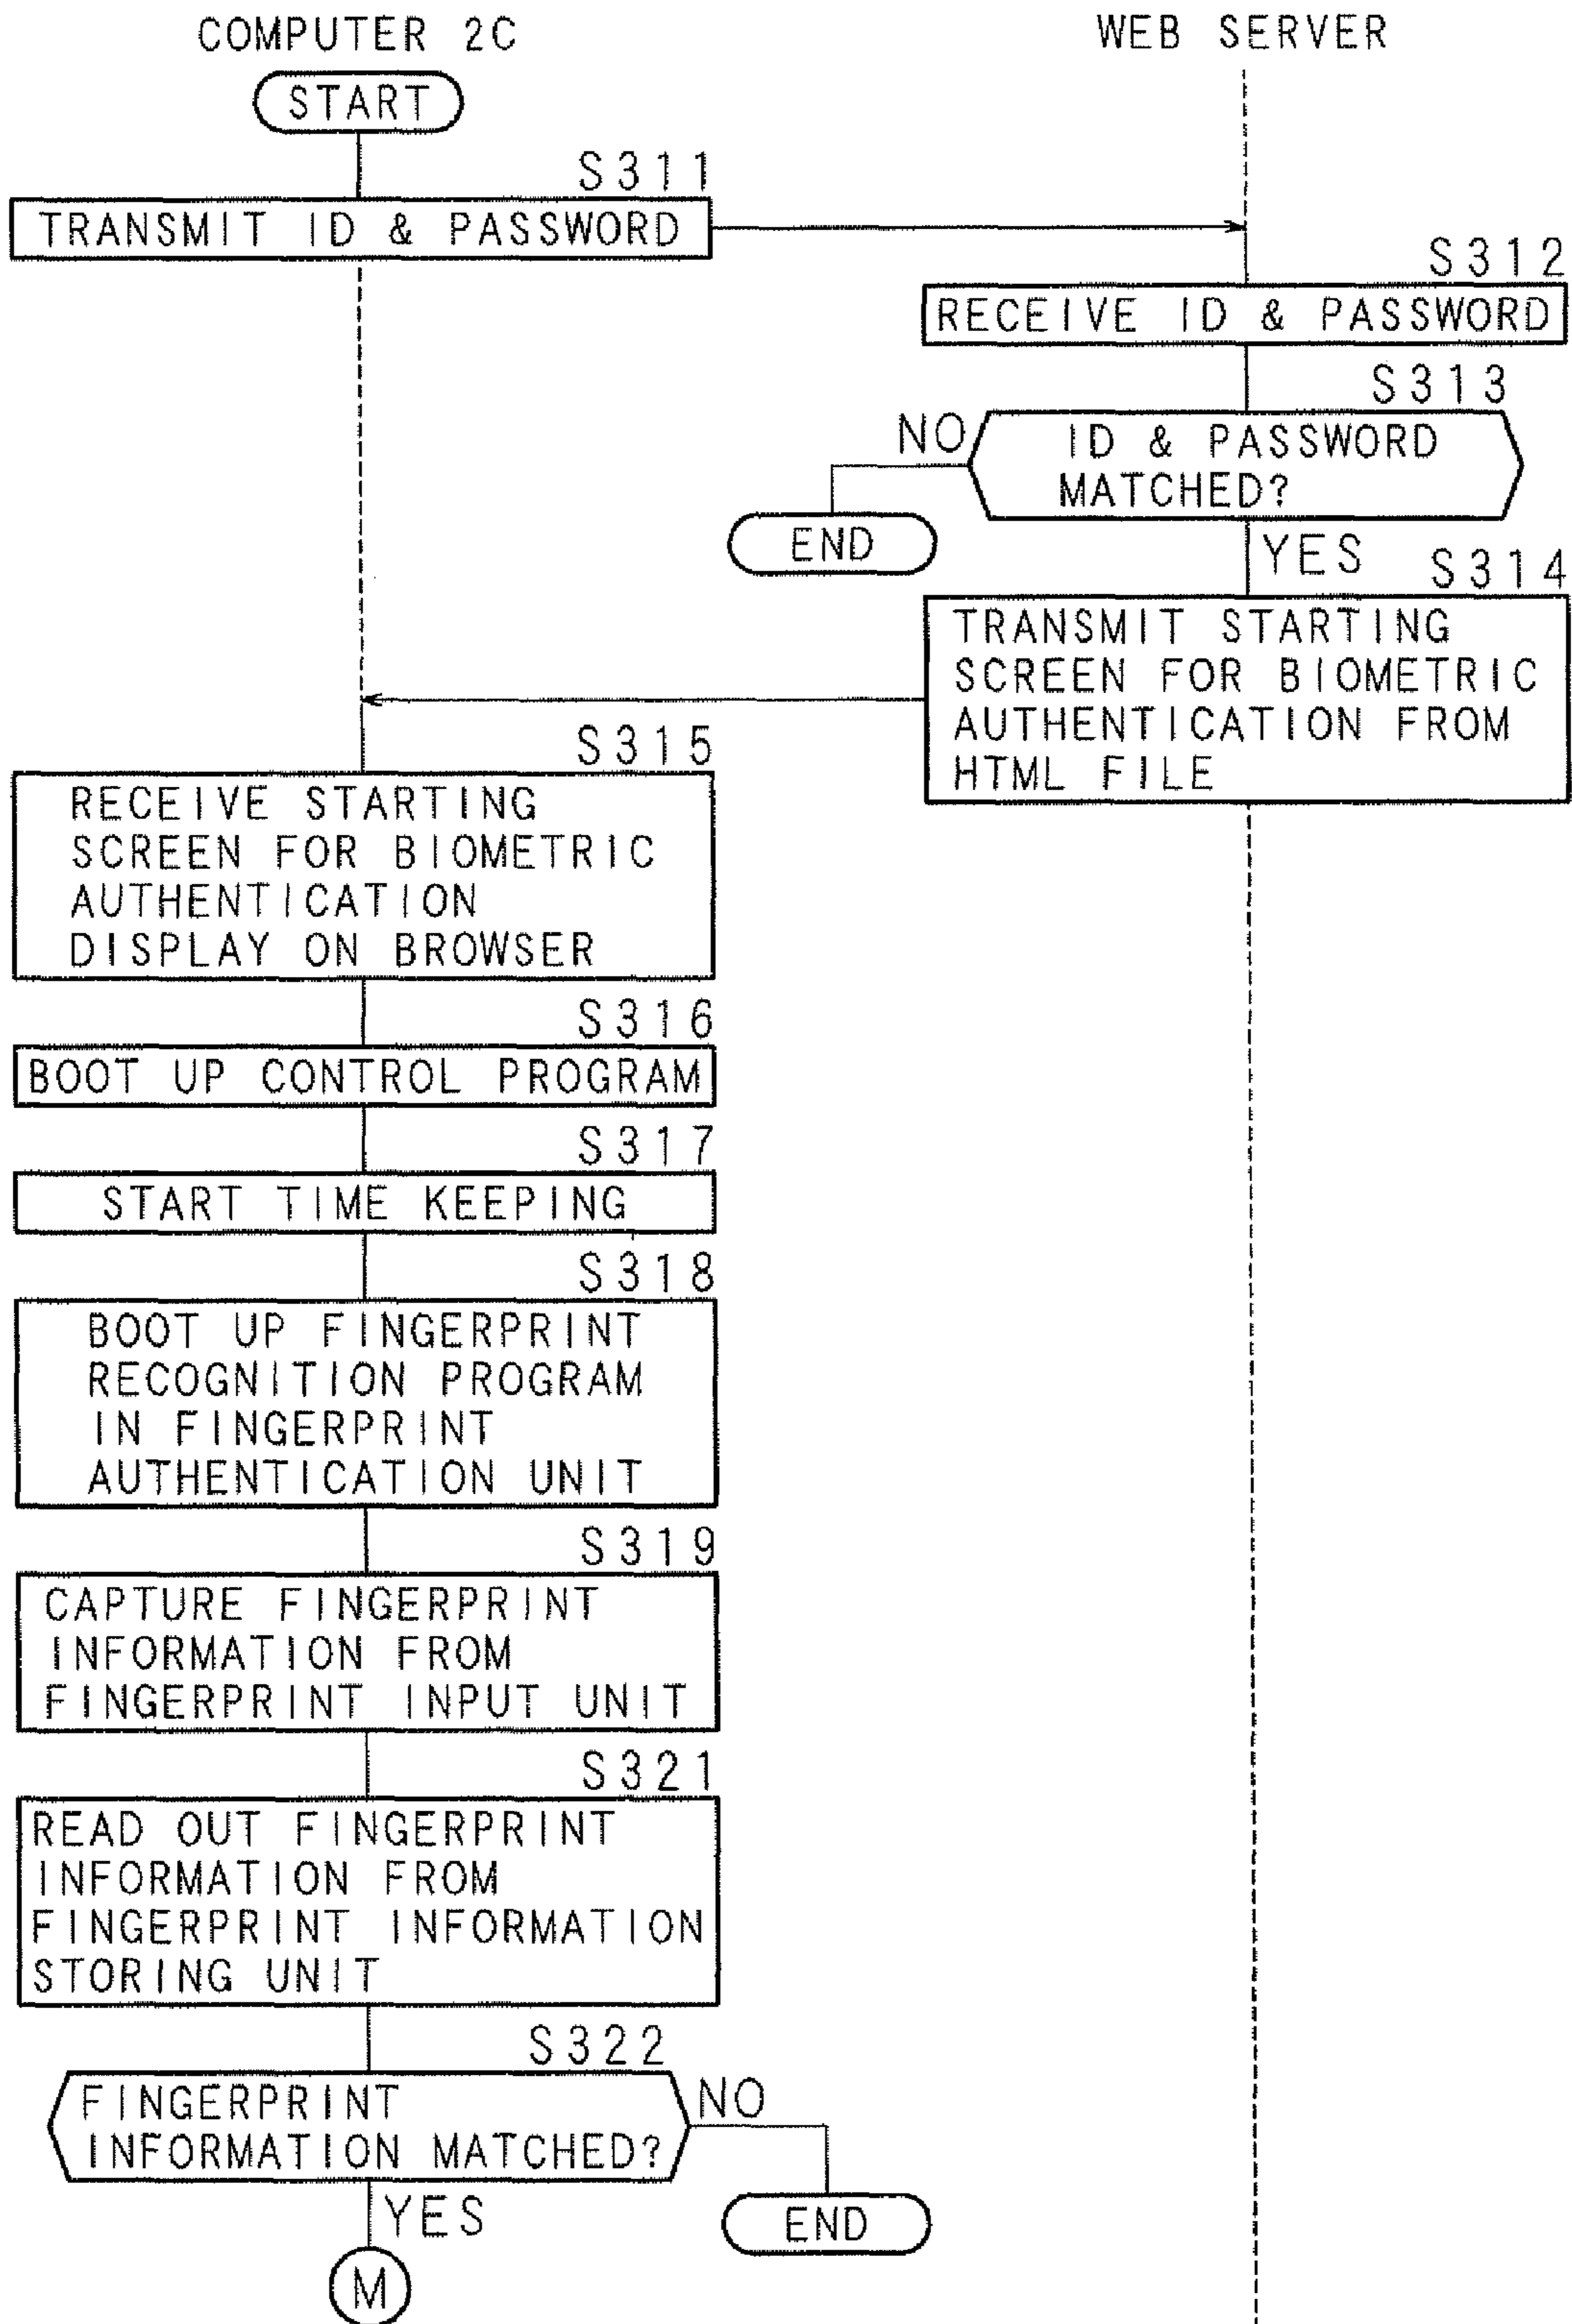 COMPUTER 2C
WEB SERVER
START
S311
TRANSMIT ID & PASSWORD
S312
RECEIVE ID & PASSWORD
S313
NO
ID & PASSWORD
MATCHED?
END
YES
S314
TRANSMIT STARTING
SCREEN FOR BIOMETRIC
AUTHENTICATION FROM
HTML FILE
S315
RECEIVE STARTING
SCREEN FOR BIOMETRIC
AUTHENTICATION
DISPLAY ON BROWSER
S316
BOOT UP CONTROL PROGRAM
S317
START TIME KEEPING
S318
BOOT UP FINGERPRINT
RECOGNITION PROGRAM
IN FINGERPRINT
AUTHENTICATION UNIT
S319
CAPTURE FINGERPRINT
INFORMATION FROM
FINGERPRINT INPUT UNIT
S321
READ OUT FINGERPRINT
INFORMATION FROM
FINGERPRINT INFORMATION
STORING UNIT
S322
FINGERPRINT
INFORMATION MATCHED?
NO
YES
END
M